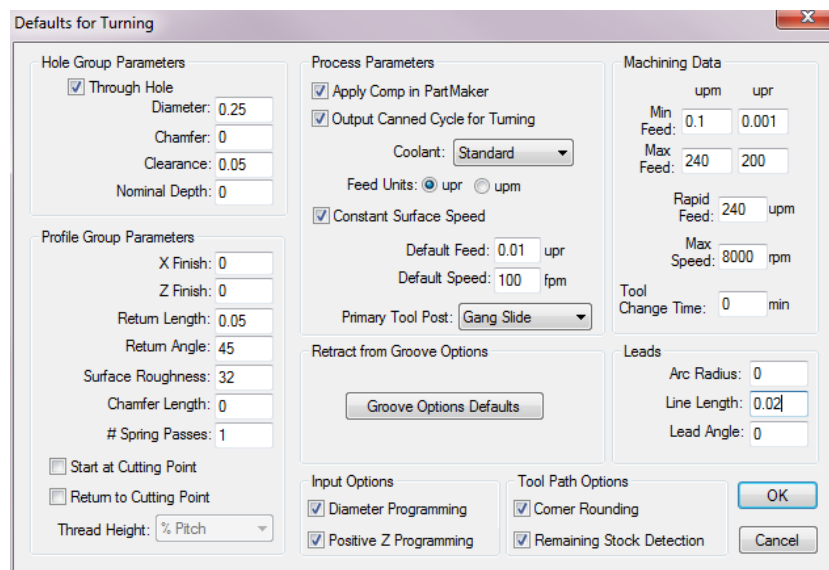 Defaults for Turning
Hole Group Parameters
Through Hole
Diameter: 0.25
Chamfer: 0
Clearance: 0.05
Nominal Depth: 0
Profile Group Parameters
X Finish: 0
Z Finish: 0
Return Length: 0.05
Return Angle: 45
Surface Roughness: 32
Chamfer Length: 0
# Spring Passes: 1
Start at Cutting Point
Return to Cutting Point
Thread Height: % Pitch
Process Parameters
Apply Comp in PartMaker
Output Canned Cycle for Turning
Coolant: Standard
Feed Units: upr upm
Constant Surface Speed
Default Feed: 0.01 upr
Default Speed: 100 fpm
Primary Tool Post: Gang Slide
Retract from Groove Options
Groove Options Defaults
Input Options
Diameter Programming
Positive Z Programming
Machining Data
upm upr
Min
Feed: 0.1 0.001
Max
Feed: 240 200
Rapid
Feed: 240 upm
Max
Speed: 8000 rpm
Tool
Change Time: 0 min
Leads
Arc Radius: 0
Line Length: 0.02
Lead Angle: 0
Tool Path Options
Corner Rounding
Remaining Stock Detection
OK
Cancel